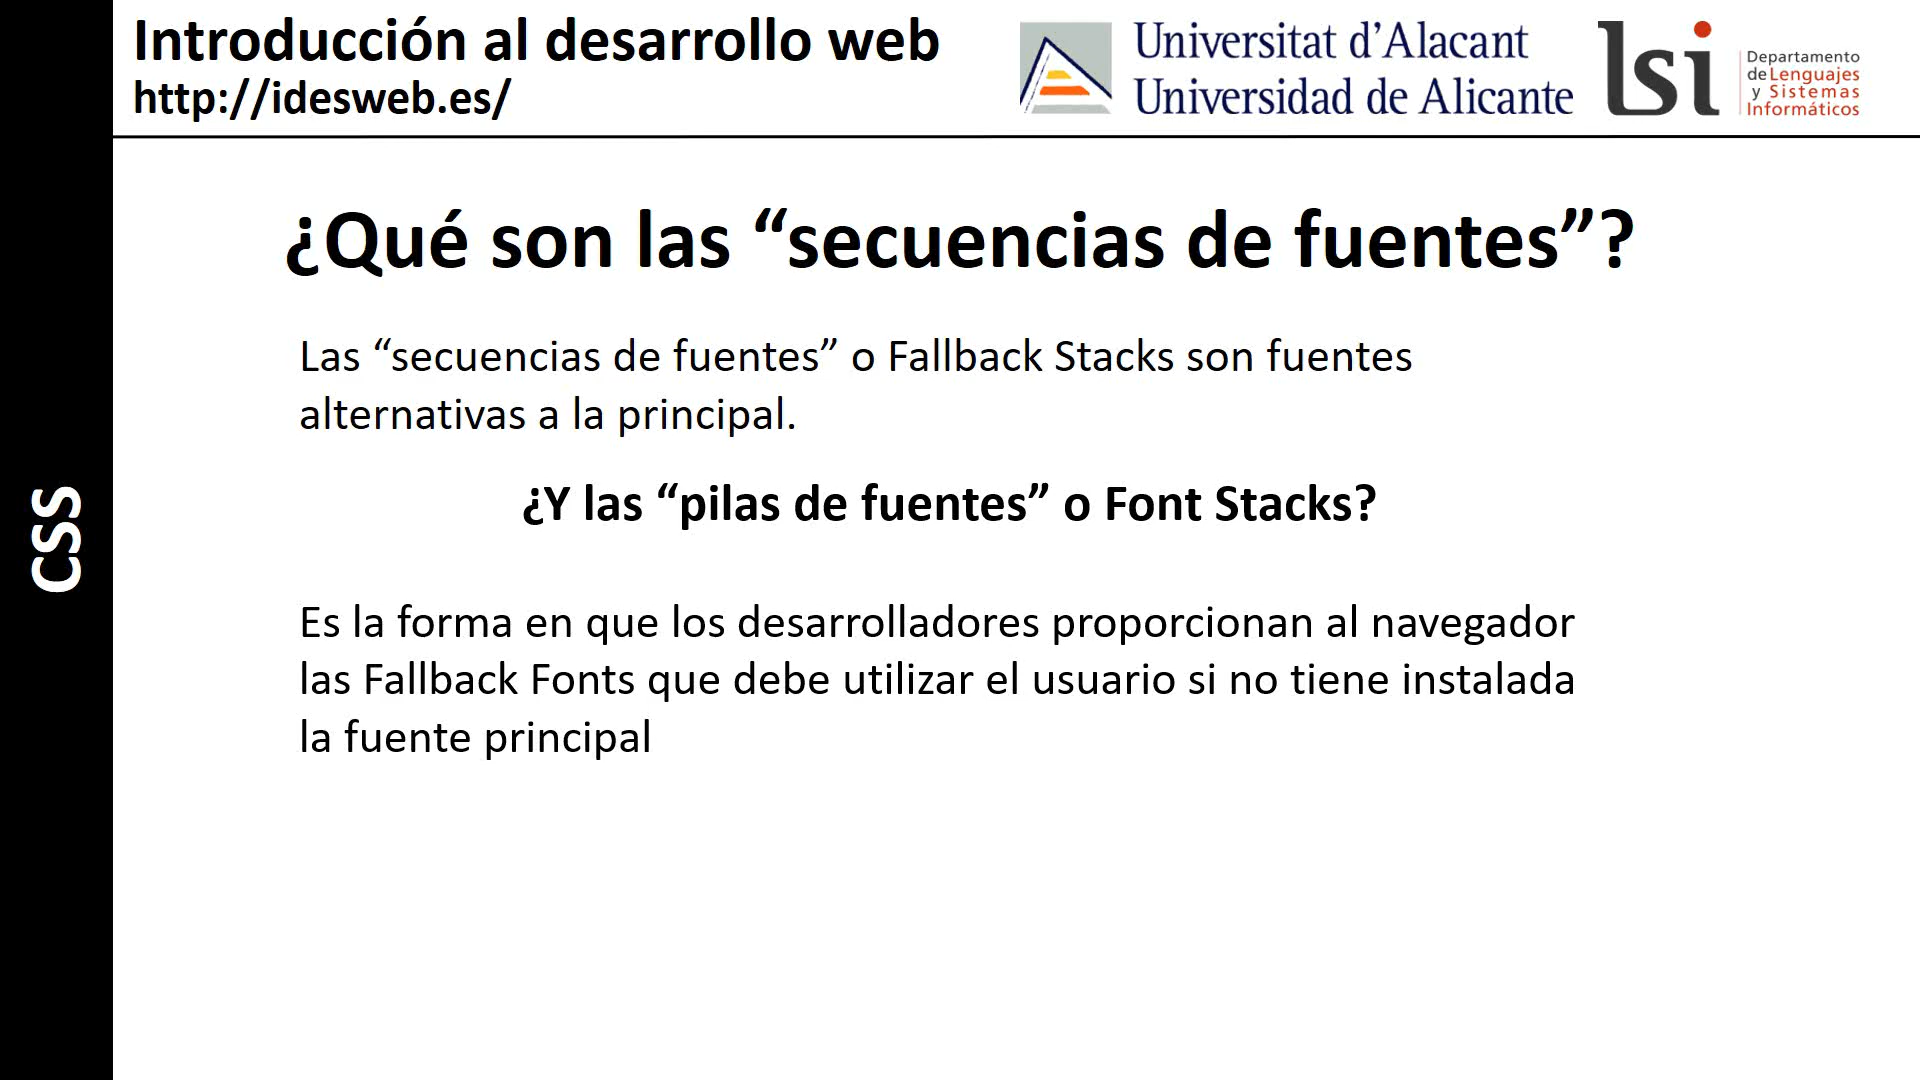 Introducción al desarrollo web
http://idesweb.es/
Universitat d’Alacant
Universidad de Alicante
lsi
Departamento
de Lenguajes
y Sistemas
Informáticos
CSS
¿Qué son las “secuencias de fuentes”?
Las “secuencias de fuentes” o Fallback Stacks son fuentes
alternativas a la principal.
¿Y las “pilas de fuentes” o Font Stacks?
Es la forma en que los desarrolladores proporcionan al navegador
las Fallback Fonts que debe utilizar el usuario si no tiene instalada
la fuente principal